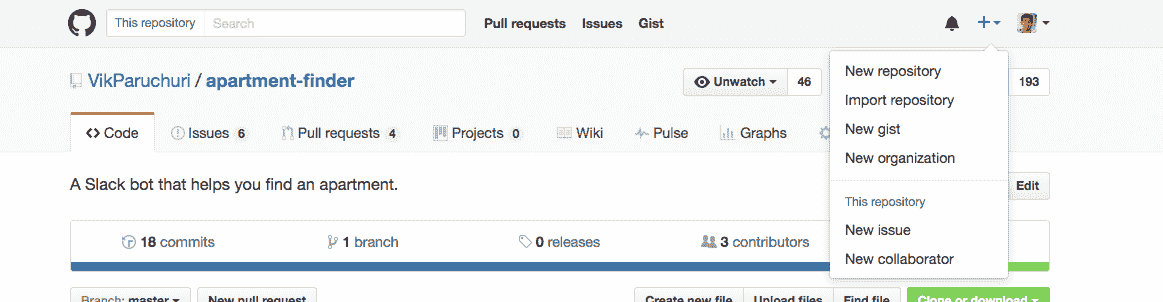 This repository Search Pull requests Issues Gist
VikParuchuri / apartment-finder
Unwatch 46 193
New repository
Import repository
New gist
New organization
This repository
New issue
New collaborator
Code Issues 6 Pull requests 4 Projects 0 Wiki Pulse Graphs
A Slack bot that helps you find an apartment.
Edit
18 commits 1 branch 0 releases 3 contributors
Branch: master New pull request Create new file Upload files Find file Clone or download